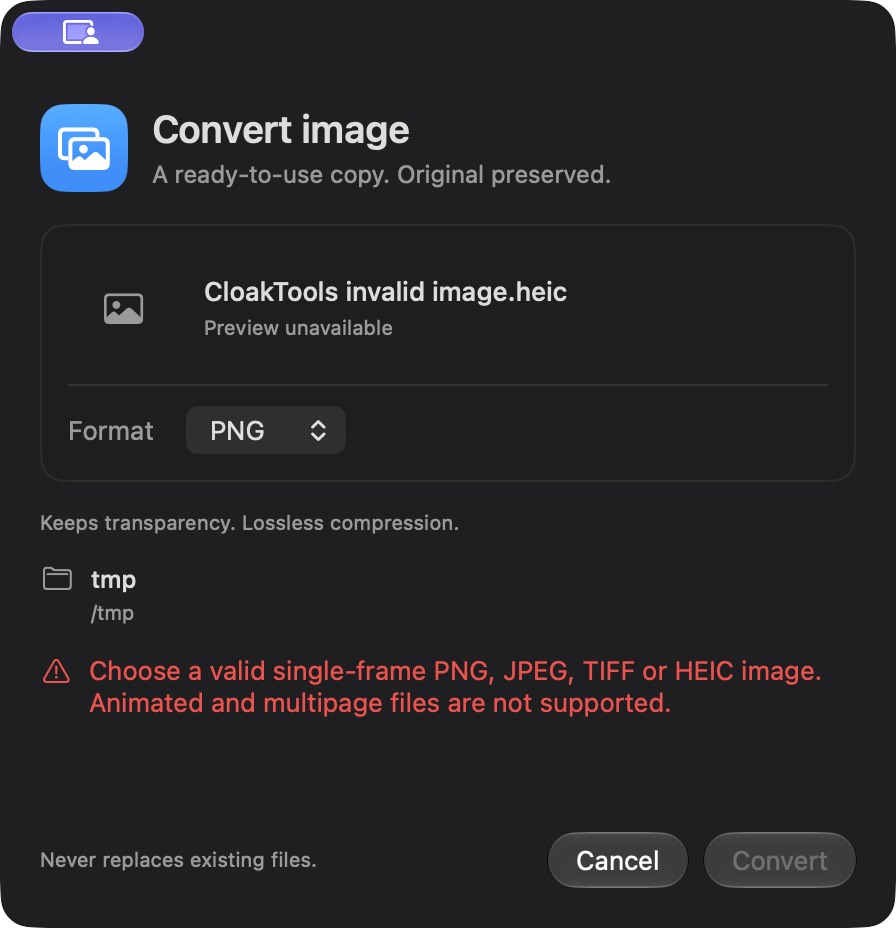 Convert image
A ready-to-use copy. Original preserved.
CloakTools invalid image.heic
Preview unavailable
Format
PNG
Keeps transparency. Lossless compression.
tmp
/tmp
Choose a valid single-frame PNG, JPEG, TIFF or HEIC image.
Animated and multipage files are not supported.
Never replaces existing files.
Cancel
Convert